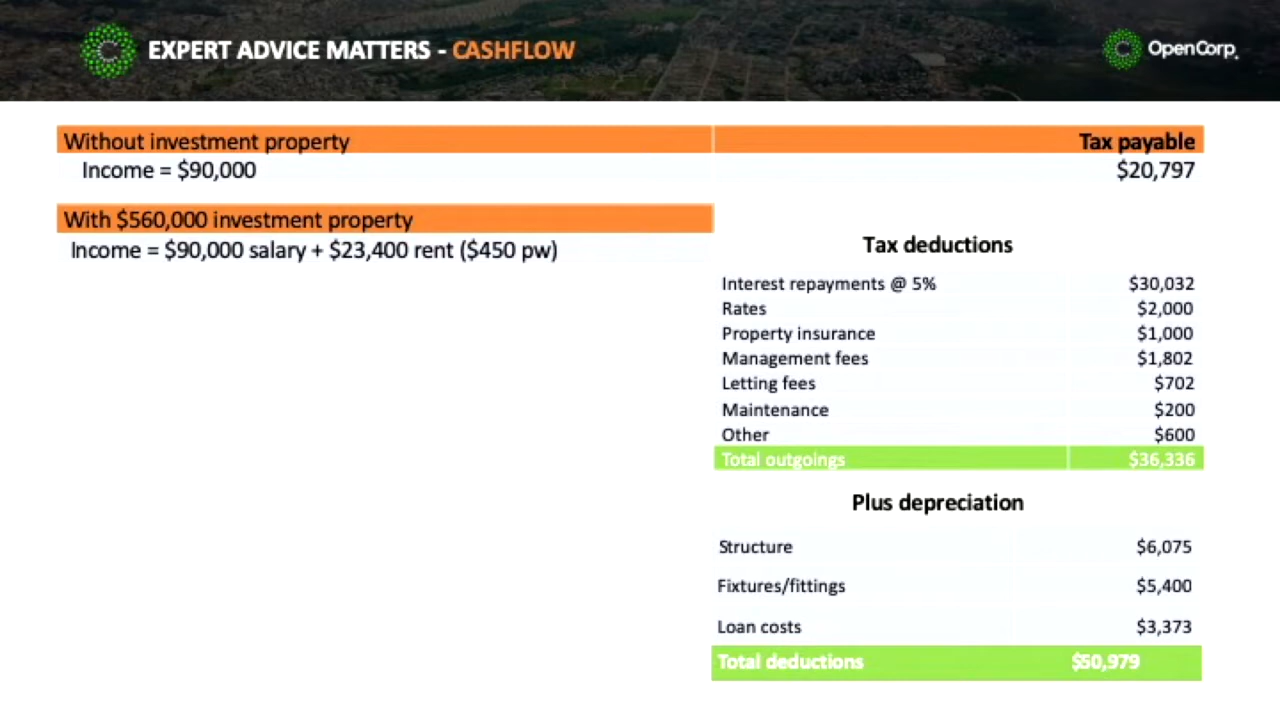 EXPERT ADVICE MATTERS - CASHFLOW
OpenCorp.
Without investment property Tax payable
Income = $90,000 $20,797
With $560,000 investment property
Income = $90,000 salary + $23,400 rent ($450 pw)
Tax deductions
Interest repayments @ 5% $30,032
Rates $2,000
Property insurance $1,000
Management fees $1,802
Letting fees $702
Maintenance $200
Other $600
Total outgoings $36,336
Plus depreciation
Structure $6,075
Fixtures/fittings $5,400
Loan costs $3,373
Total deductions $50,979